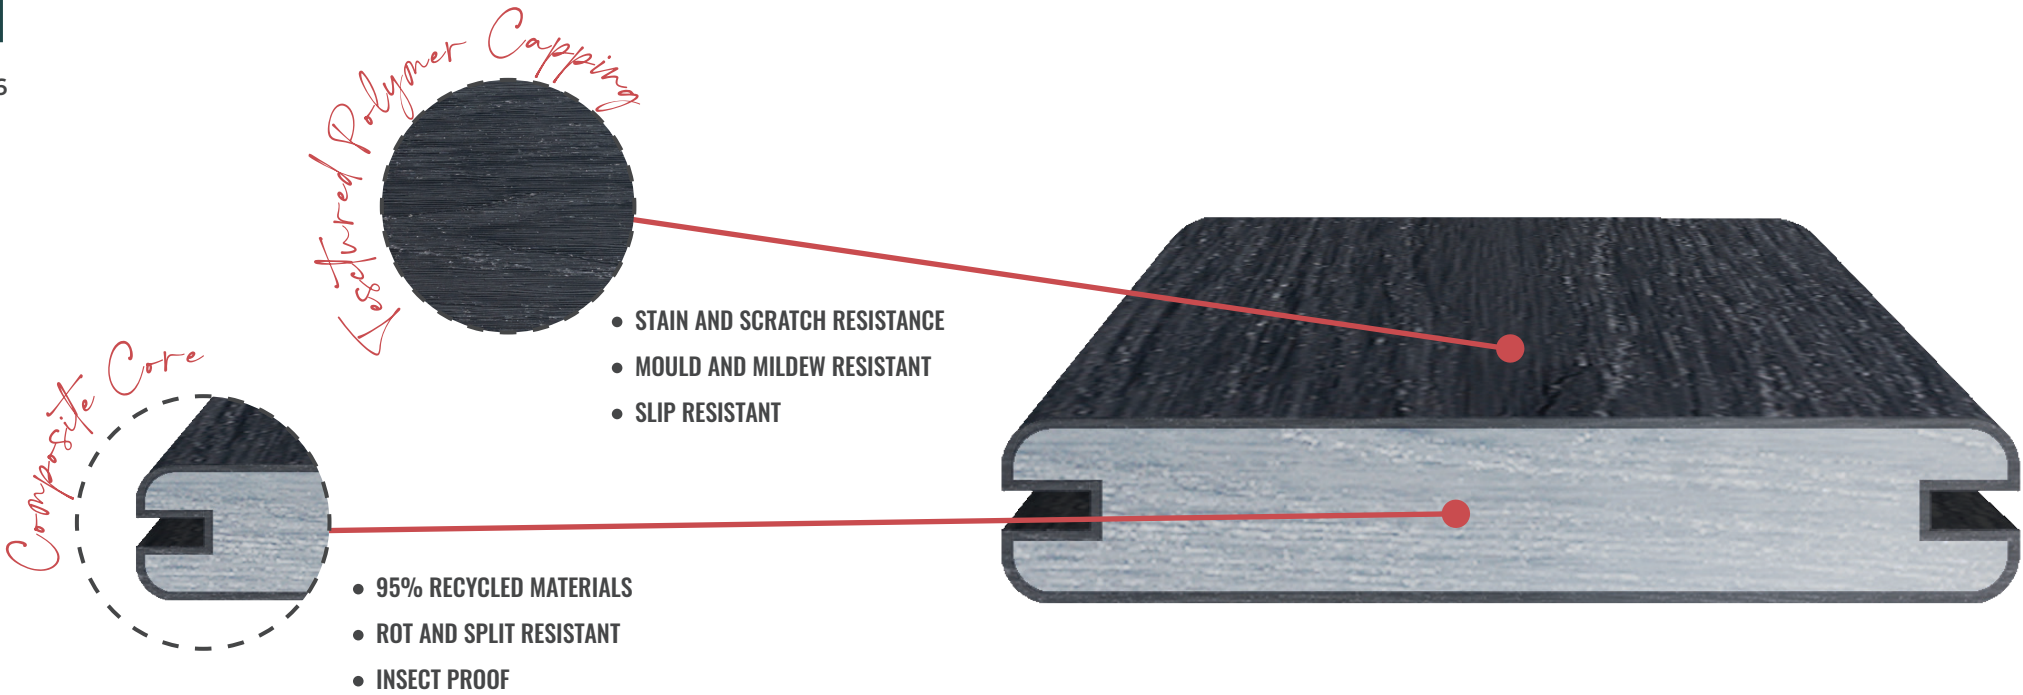 6
Textured Polymer Capping
• STAIN AND SCRATCH RESISTANCE
• MOULD AND MILDEW RESISTANT
• SLIP RESISTANT
Composite Core
• 95% RECYCLED MATERIALS
• ROT AND SPLIT RESISTANT
• INSECT PROOF